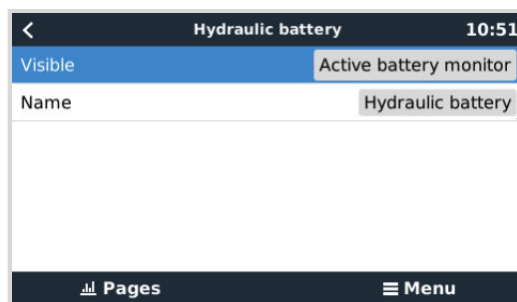 Hydraulic battery 10:51
Visible Active battery monitor
Name Hydraulic battery
Pages Menu